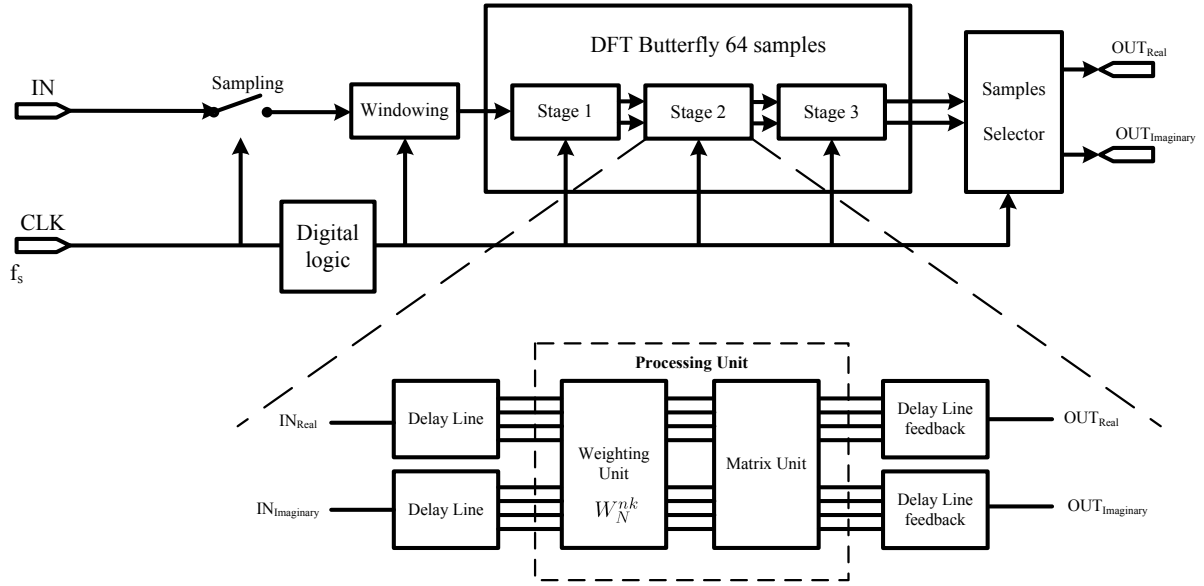 DFT Butterfly 64 samples
OUT_Real
IN
Sampling
Windowing
Stage 1
Stage 2
Stage 3
Samples
Selector
OUT_Imaginary
CLK
f_s
Digital
logic
Processing Unit
IN_Real
Delay Line
Weighting
Unit
W_N^{nk}
Matrix Unit
Delay Line
feedback
OUT_Real
IN_Imaginary
Delay Line
Delay Line
feedback
OUT_Imaginary